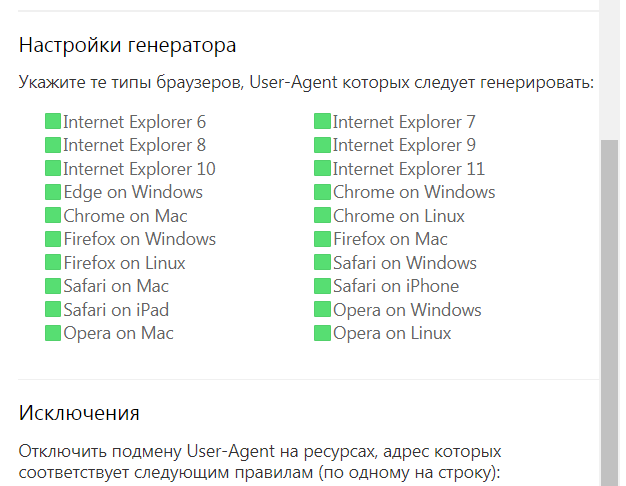 Настройки генератора
Укажите те типы браузеров, User-Agent которых следует генерировать:
Internet Explorer 6
Internet Explorer 7
Internet Explorer 8
Internet Explorer 9
Internet Explorer 10
Internet Explorer 11
Edge on Windows
Chrome on Windows
Chrome on Mac
Chrome on Linux
Firefox on Windows
Firefox on Mac
Firefox on Linux
Safari on Windows
Safari on Mac
Safari on iPhone
Safari on iPad
Opera on Windows
Opera on Mac
Opera on Linux
Исключения
Отключить подмену User-Agent на ресурсах, адрес которых
соответствует следующим правилам (по одному на строку):